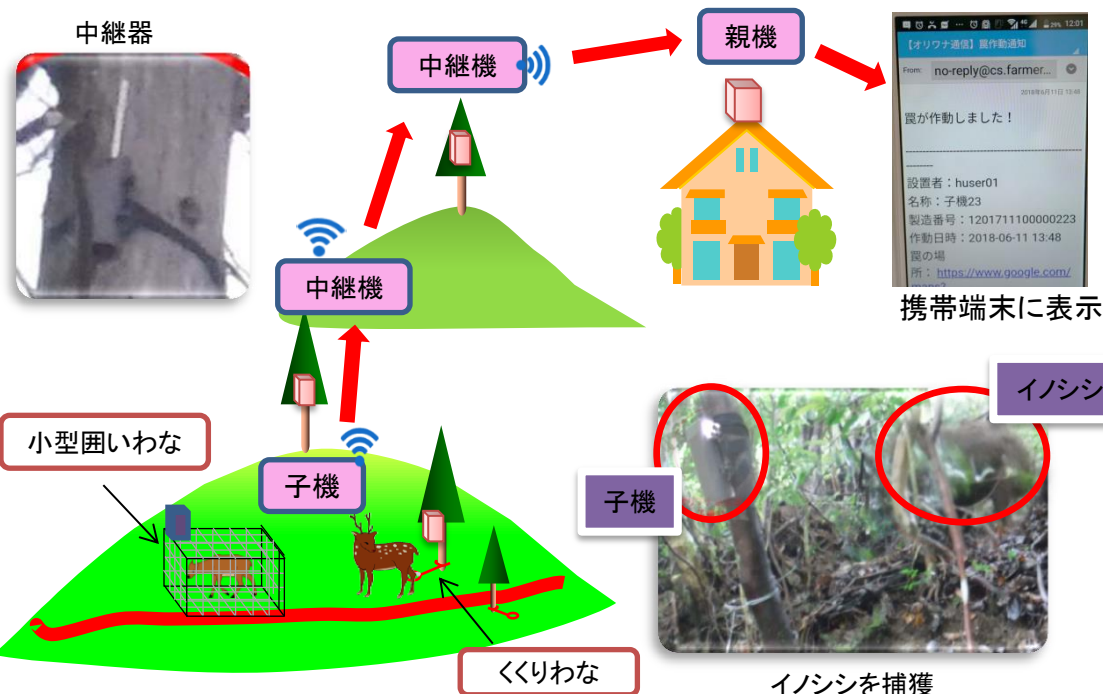 中継器
中継機
親機
12:01
【オリワナ通信】罠作動通知
From: no-reply@cs.farmer...
2018年6月11日 13:48
罠が作動しました！
設置者：huser01
名称：子機23
製造番号：1201711100000223
作動日時：2018-06-11 13:48
罠の場
所： https://www.google.com/
携帯端末に表示
中継機
小型囲いわな
子機
くくりわな
イノシシ
子機
イノシシを捕獲